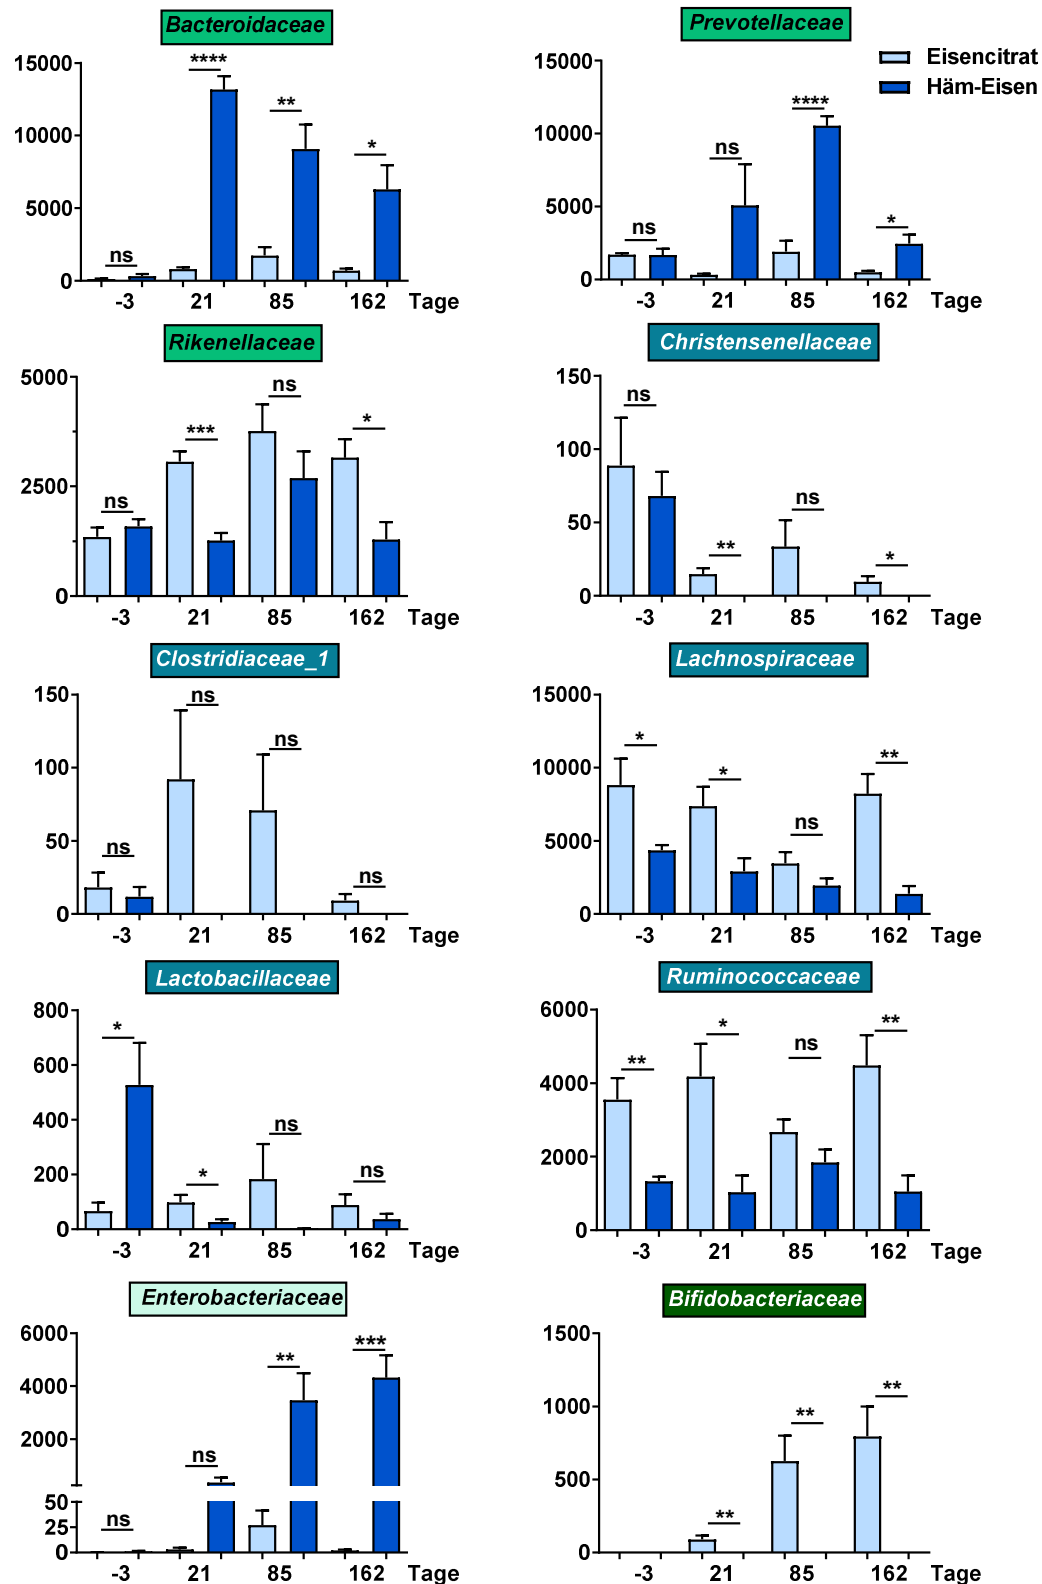 Bacteroidaceae
15000
10000
5000
0
ns
****
**
*
-3 21 85 162 Tage
Prevotellaceae
Eisencitrat
Häm-Eisen
15000
10000
5000
0
ns
ns
****
*
-3 21 85 162 Tage
Rikenellaceae
5000
2500
0
ns
***
ns
*
-3 21 85 162 Tage
Christensenellaceae
150
100
50
0
ns
**
ns
*
-3 21 85 162 Tage
Clostridiaceae_1
150
100
50
0
ns
ns
ns
ns
-3 21 85 162 Tage
Lachnospiraceae
15000
10000
5000
0
*
*
ns
**
-3 21 85 162 Tage
Lactobacillaceae
800
600
400
200
0
*
*
ns
ns
-3 21 85 162 Tage
Ruminococcaceae
6000
4000
2000
0
**
*
ns
**
-3 21 85 162 Tage
Enterobacteriaceae
6000
4000
2000
50
25
0
ns
ns
**
***
-3 21 85 162 Tage
Bifidobacteriaceae
1500
1000
500
0
**
**
**
-3 21 85 162 Tage